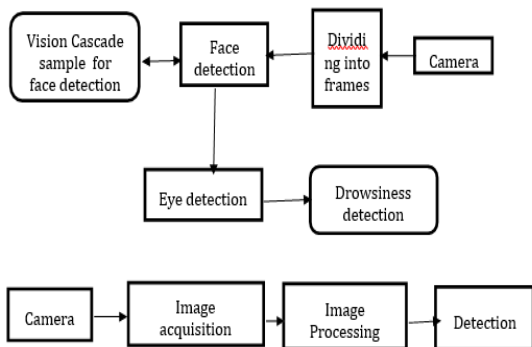 Vision Cascade
sample for
face detection
Face
detection
Dividi
ng into
frames
Camera
Eye detection
Drowsiness
detection
Camera
Image
acquisition
Image
Processing
Detection